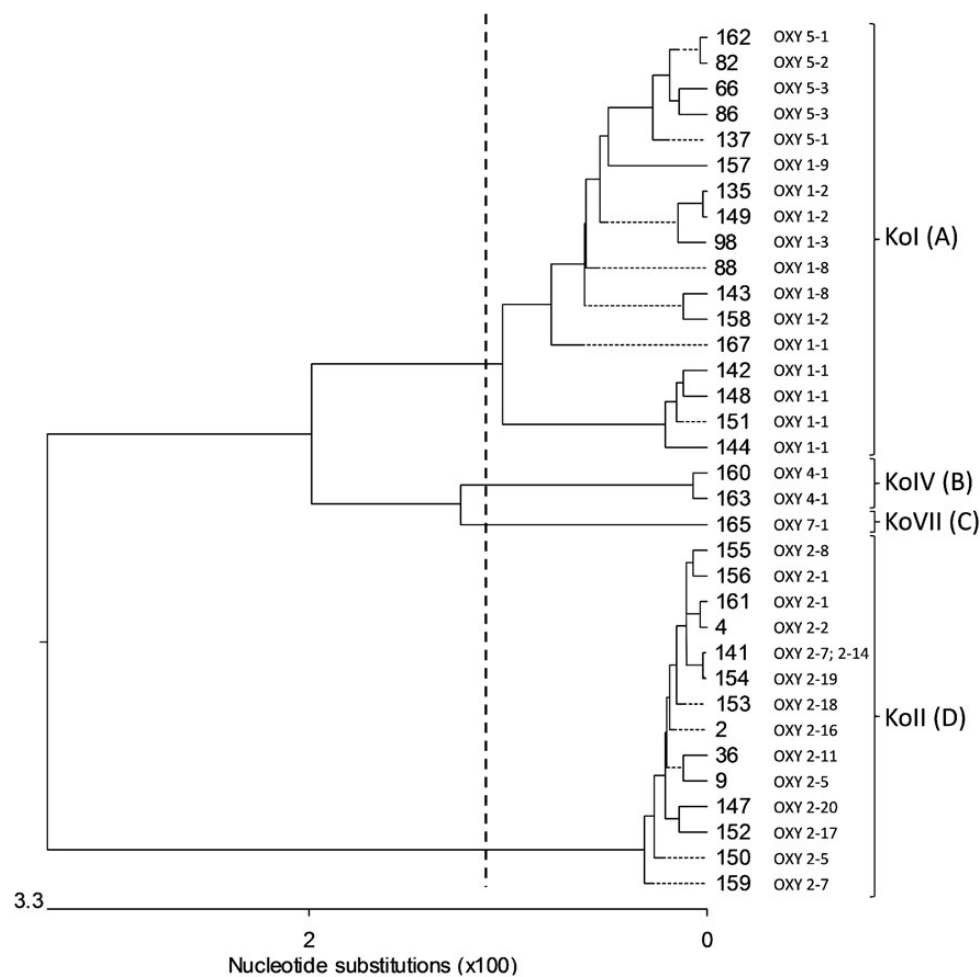 162 OXY 5-1
82 OXY 5-2
66 OXY 5-3
86 OXY 5-3
137 OXY 5-1
157 OXY 1-9
135 OXY 1-2
149 OXY 1-2
98 OXY 1-3
KoI (A)
88 OXY 1-8
143 OXY 1-8
158 OXY 1-2
167 OXY 1-1
142 OXY 1-1
148 OXY 1-1
151 OXY 1-1
144 OXY 1-1
160 OXY 4-1
KoIV (B)
163 OXY 4-1
165 OXY 7-1
KoVII (C)
155 OXY 2-8
156 OXY 2-1
161 OXY 2-1
4 OXY 2-2
141 OXY 2-7; 2-14
154 OXY 2-19
153 OXY 2-18
KoII (D)
2 OXY 2-16
36 OXY 2-11
9 OXY 2-5
147 OXY 2-20
152 OXY 2-17
150 OXY 2-5
159 OXY 2-7
3.3
2 0
Nucleotide substitutions (x100)